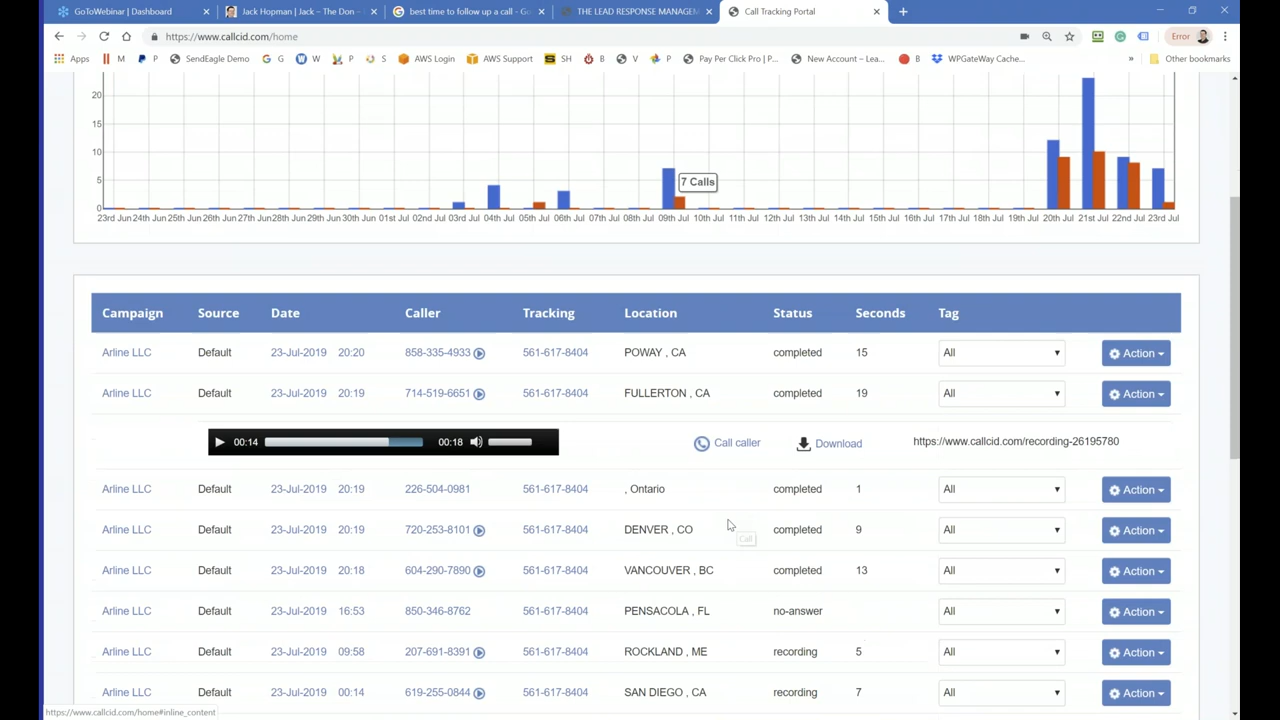 GoToWebinar | Dashboard
Jack Hopman | Jack – The Don –
best time to follow up a call - Go
THE LEAD RESPONSE MANAGEM
Call Tracking Portal
https://www.callcid.com/home
Error
Apps M P SendEagle Demo G G W P S AWS Login AWS Support SH B V P Pay Per Click Pro | P... New Account – Lea... B WPGateWay Cache... » Other bookmarks
20
15
10
5
0
7 Calls
23rd Jun 24th Jun 25th Jun 26th Jun 27th Jun 28th Jun 29th Jun 30th Jun 01st Jul 02nd Jul 03rd Jul 04th Jul 05th Jul 06th Jul 07th Jul 08th Jul 09th Jul 10th Jul 11th Jul 12th Jul 13th Jul 14th Jul 15th Jul 16th Jul 17th Jul 18th Jul 19th Jul 20th Jul 21st Jul 22nd Jul 23rd Jul
Campaign Source Date Caller Tracking Location Status Seconds Tag
Arline LLC Default 23-Jul-2019 20:20 858-335-4933 561-617-8404 POWAY , CA completed 15 All Action
Arline LLC Default 23-Jul-2019 20:19 714-519-6651 561-617-8404 FULLERTON , CA completed 19 All Action
00:14 00:18 Call caller Download https://www.callcid.com/recording-26195780
Arline LLC Default 23-Jul-2019 20:19 226-504-0981 561-617-8404 , Ontario completed 1 All Action
Arline LLC Default 23-Jul-2019 20:19 720-253-8101 561-617-8404 DENVER , CO completed 9 All Action
Call
Arline LLC Default 23-Jul-2019 20:18 604-290-7890 561-617-8404 VANCOUVER , BC completed 13 All Action
Arline LLC Default 23-Jul-2019 16:53 850-346-8762 561-617-8404 PENSACOLA , FL no-answer All Action
Arline LLC Default 23-Jul-2019 09:58 207-691-8391 561-617-8404 ROCKLAND , ME recording 5 All Action
Arline LLC Default 23-Jul-2019 00:14 619-255-0844 561-617-8404 SAN DIEGO , CA recording 7 All Action
https://www.callcid.com/home#inline_content